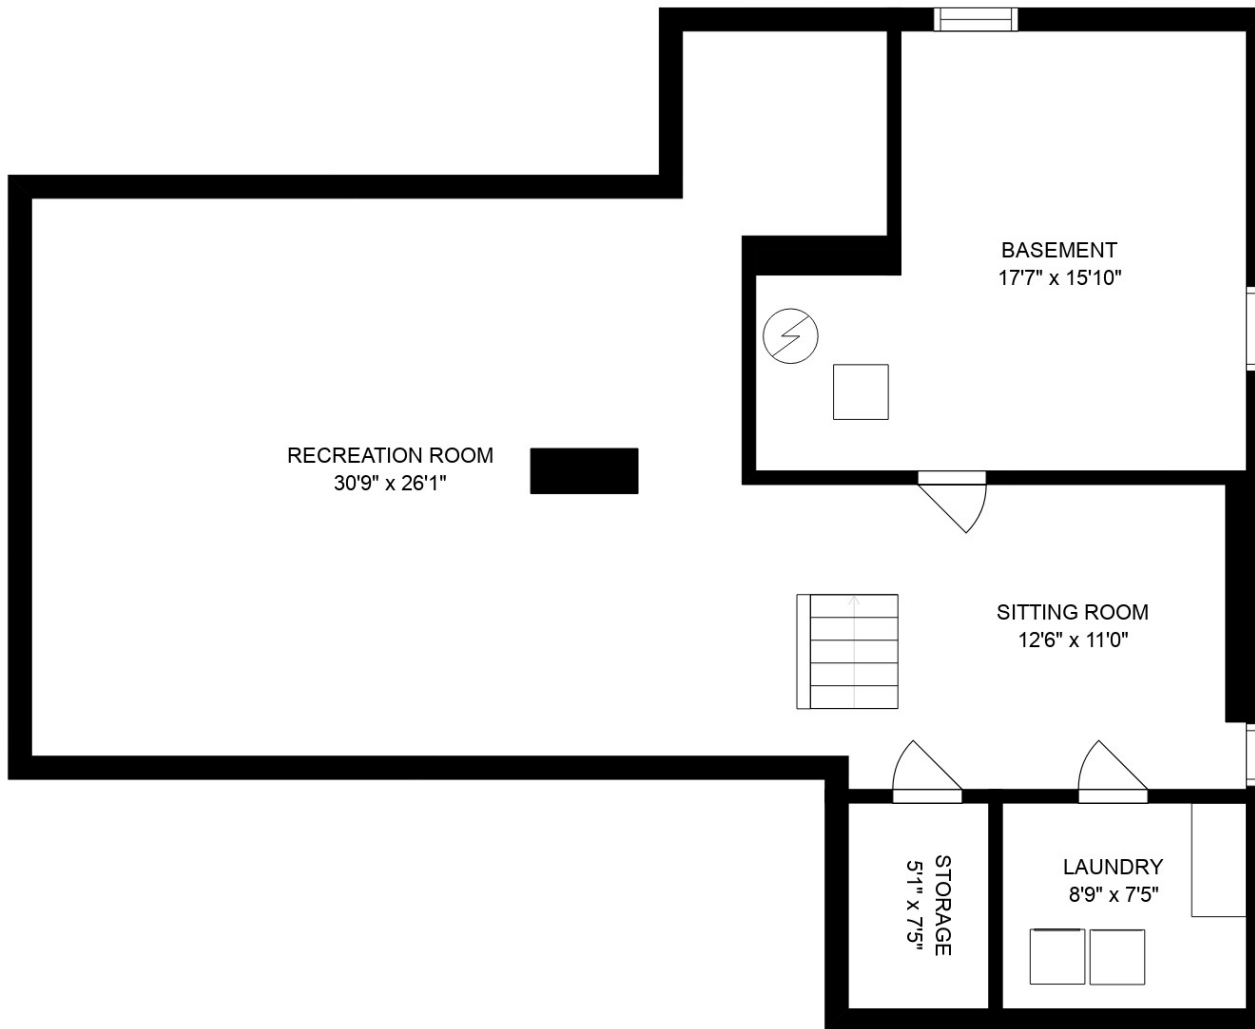 BASEMENT
17'7" x 15'10"
RECREATION ROOM
30'9" x 26'1"
SITTING ROOM
12'6" x 11'0"
STORAGE
5'1" x 7'5"
LAUNDRY
8'9" x 7'5"